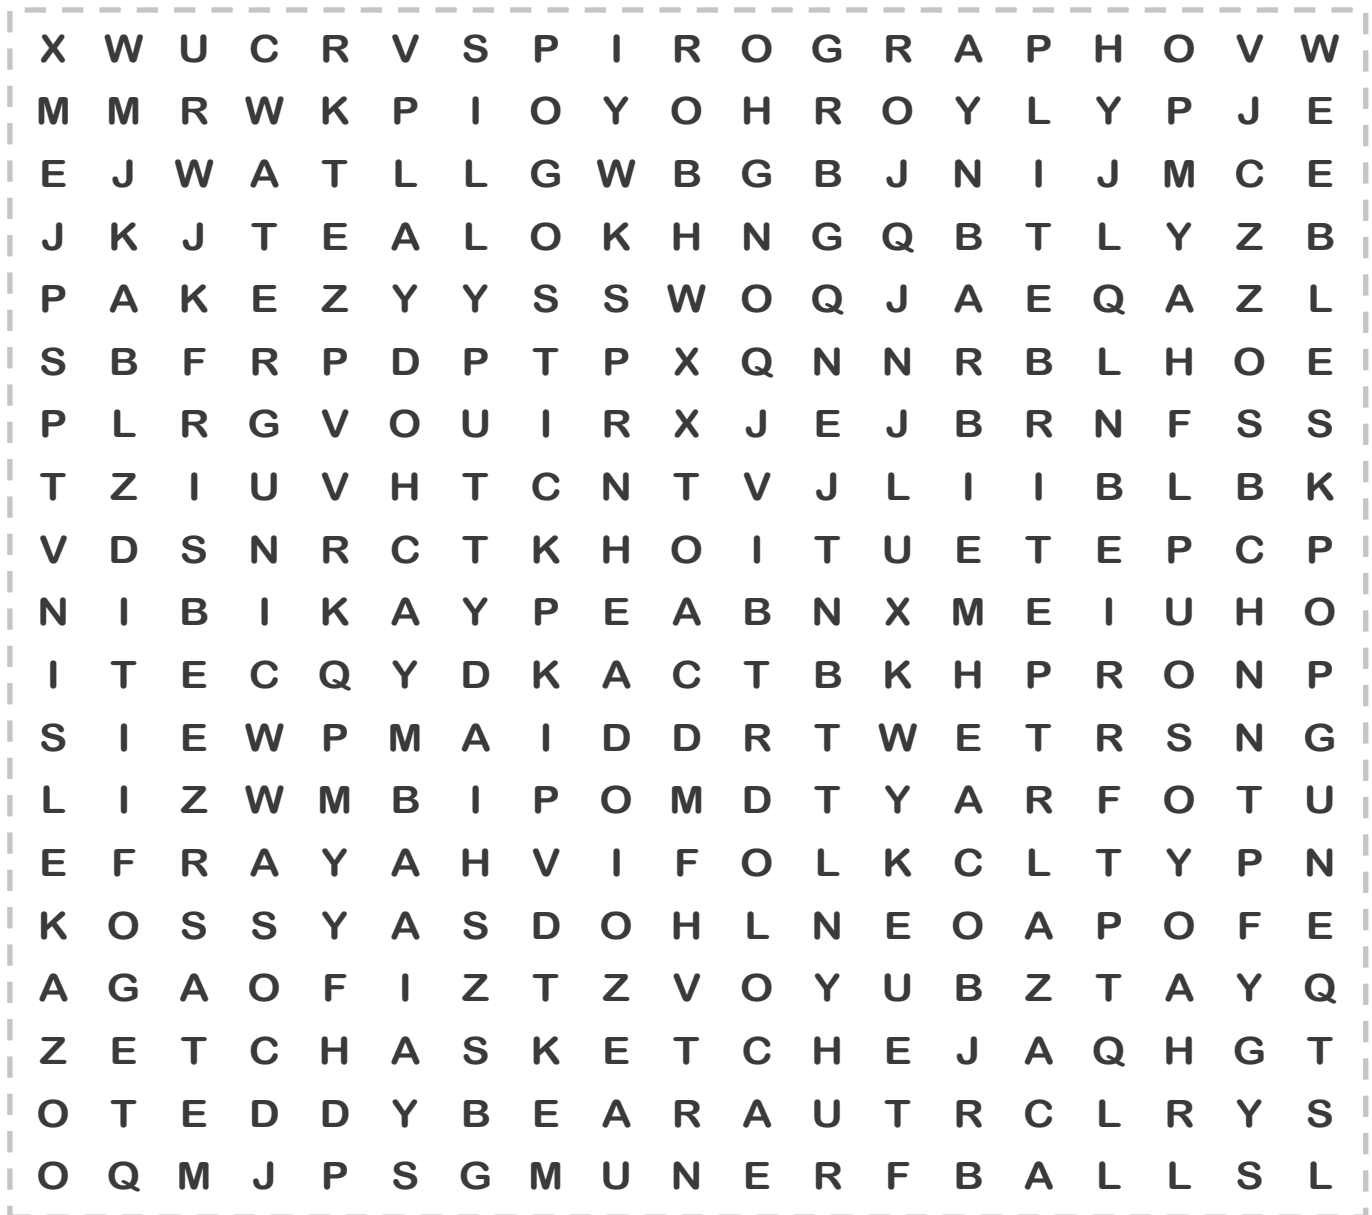 X W U C R V S P I R O G R A P H O V W
M M R W K P I O Y O H R O Y L Y P J E
E J W A T L L G W B G B J N I J M C E
J K J T E A L O K H N G Q B T L Y Z B
P A K E Z Y Y S S W O Q J A E Q A Z L
S B F R P D P T P X Q N N R B L H O E
P L R G V O U I R X J E J B R N F S S
T Z I U V H T C N T V J L I I B L B K
V D S N R C T K H O I T U E T E P C P
N I B I K A Y P E A B N X M E I U H O
I T E C Q Y D K A C T B K H P R O N P
S I E W P M A I D D R T W E T R S N G
L I Z W M B I P O M D T Y A R F O T U
E F R A Y A H V I F O L K C L T Y P N
K O S S Y A S D O H L N E O A P O F E
A G A O F I Z T Z V O Y U B Z T A Y Q
Z E T C H A S K E T C H E J A Q H G T
O T E D D Y B E A R A U T R C L R Y S
O Q M J P S G M U N E R F B A L L S L